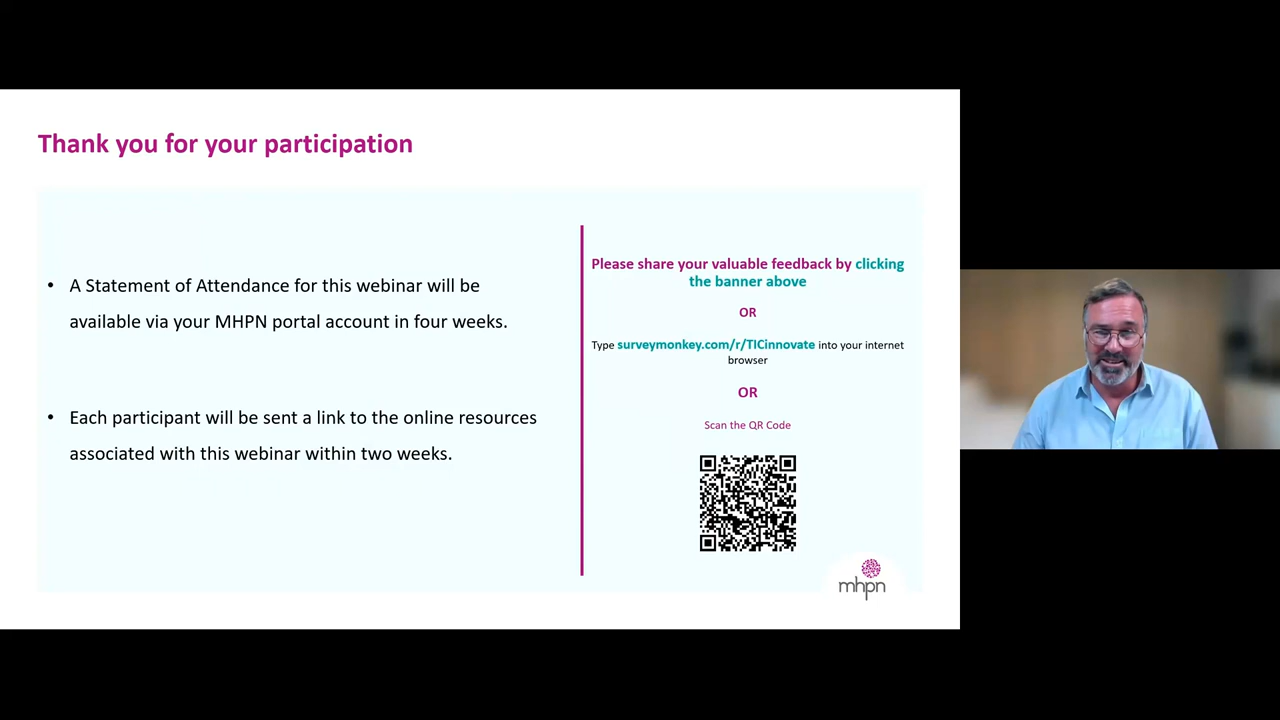 Thank you for your participation
• A Statement of Attendance for this webinar will be
available via your MHPN portal account in four weeks.
• Each participant will be sent a link to the online resources
associated with this webinar within two weeks.
Please share your valuable feedback by clicking
the banner above
OR
Type surveymonkey.com/r/TICinnovate into your internet
browser
OR
Scan the QR Code
mhpn